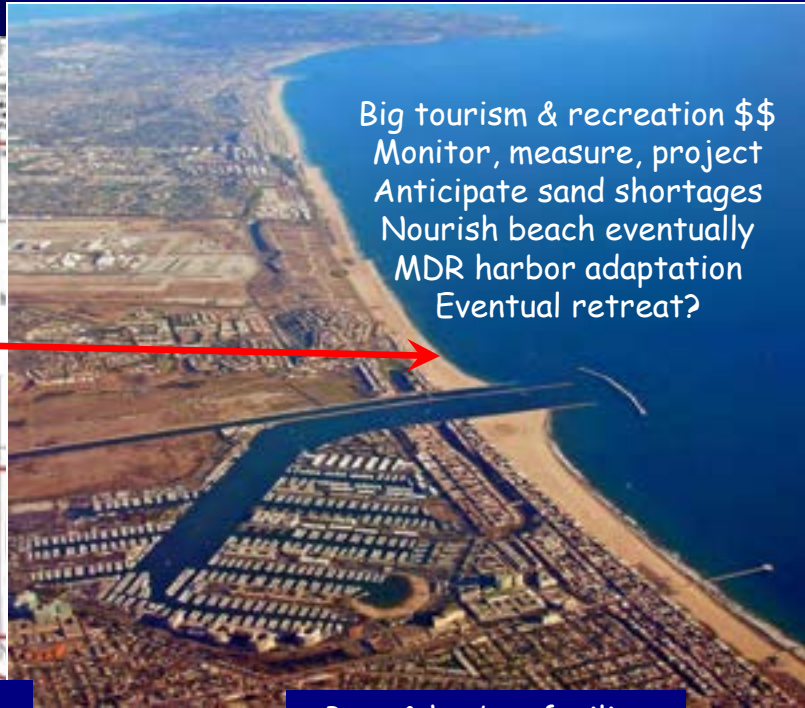 Big tourism & recreation $$
Monitor, measure, project
Anticipate sand shortages
Nourish beach eventually
MDR harbor adaptation
Eventual retreat?